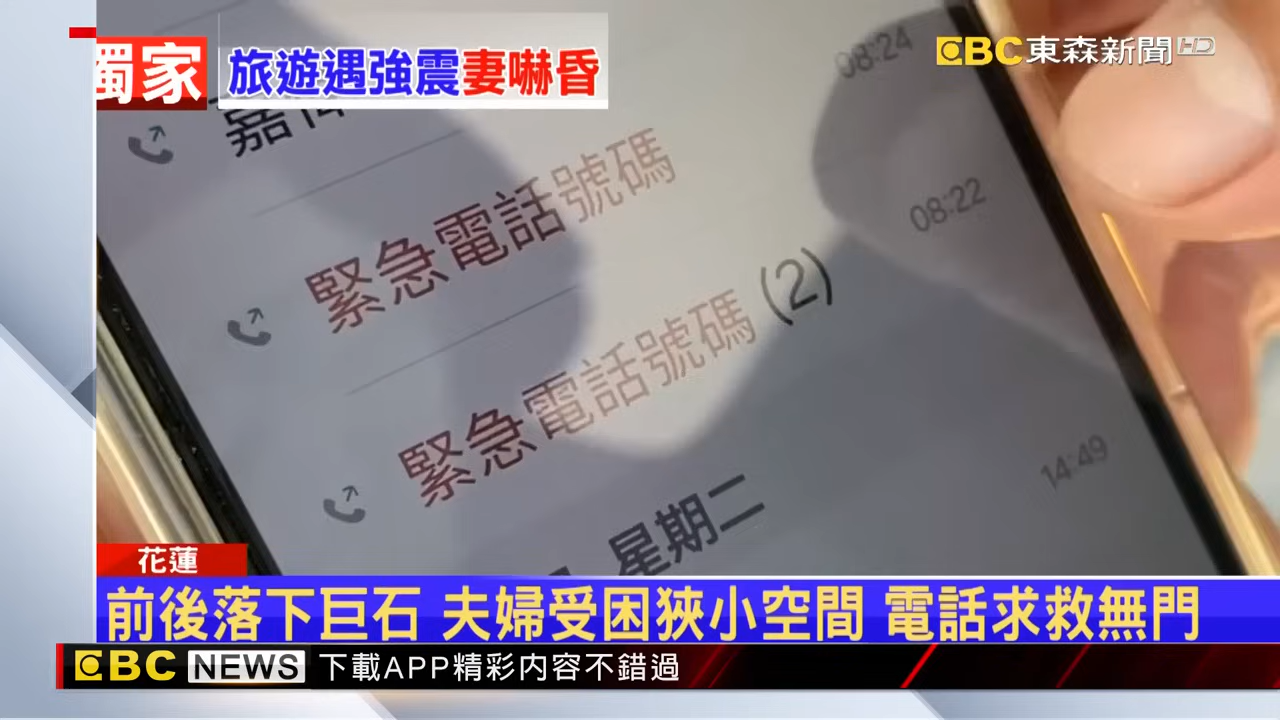 獨家
旅遊遇強震妻嚇昏
EBC東森新聞HD
08:24
緊急電話號碼
08:22
緊急電話號碼 (2)
14:49
星期二
花蓮
前後落下巨石 夫婦受困狹小空間 電話求救無門
EBC NEWS 下載APP精彩內容不錯過